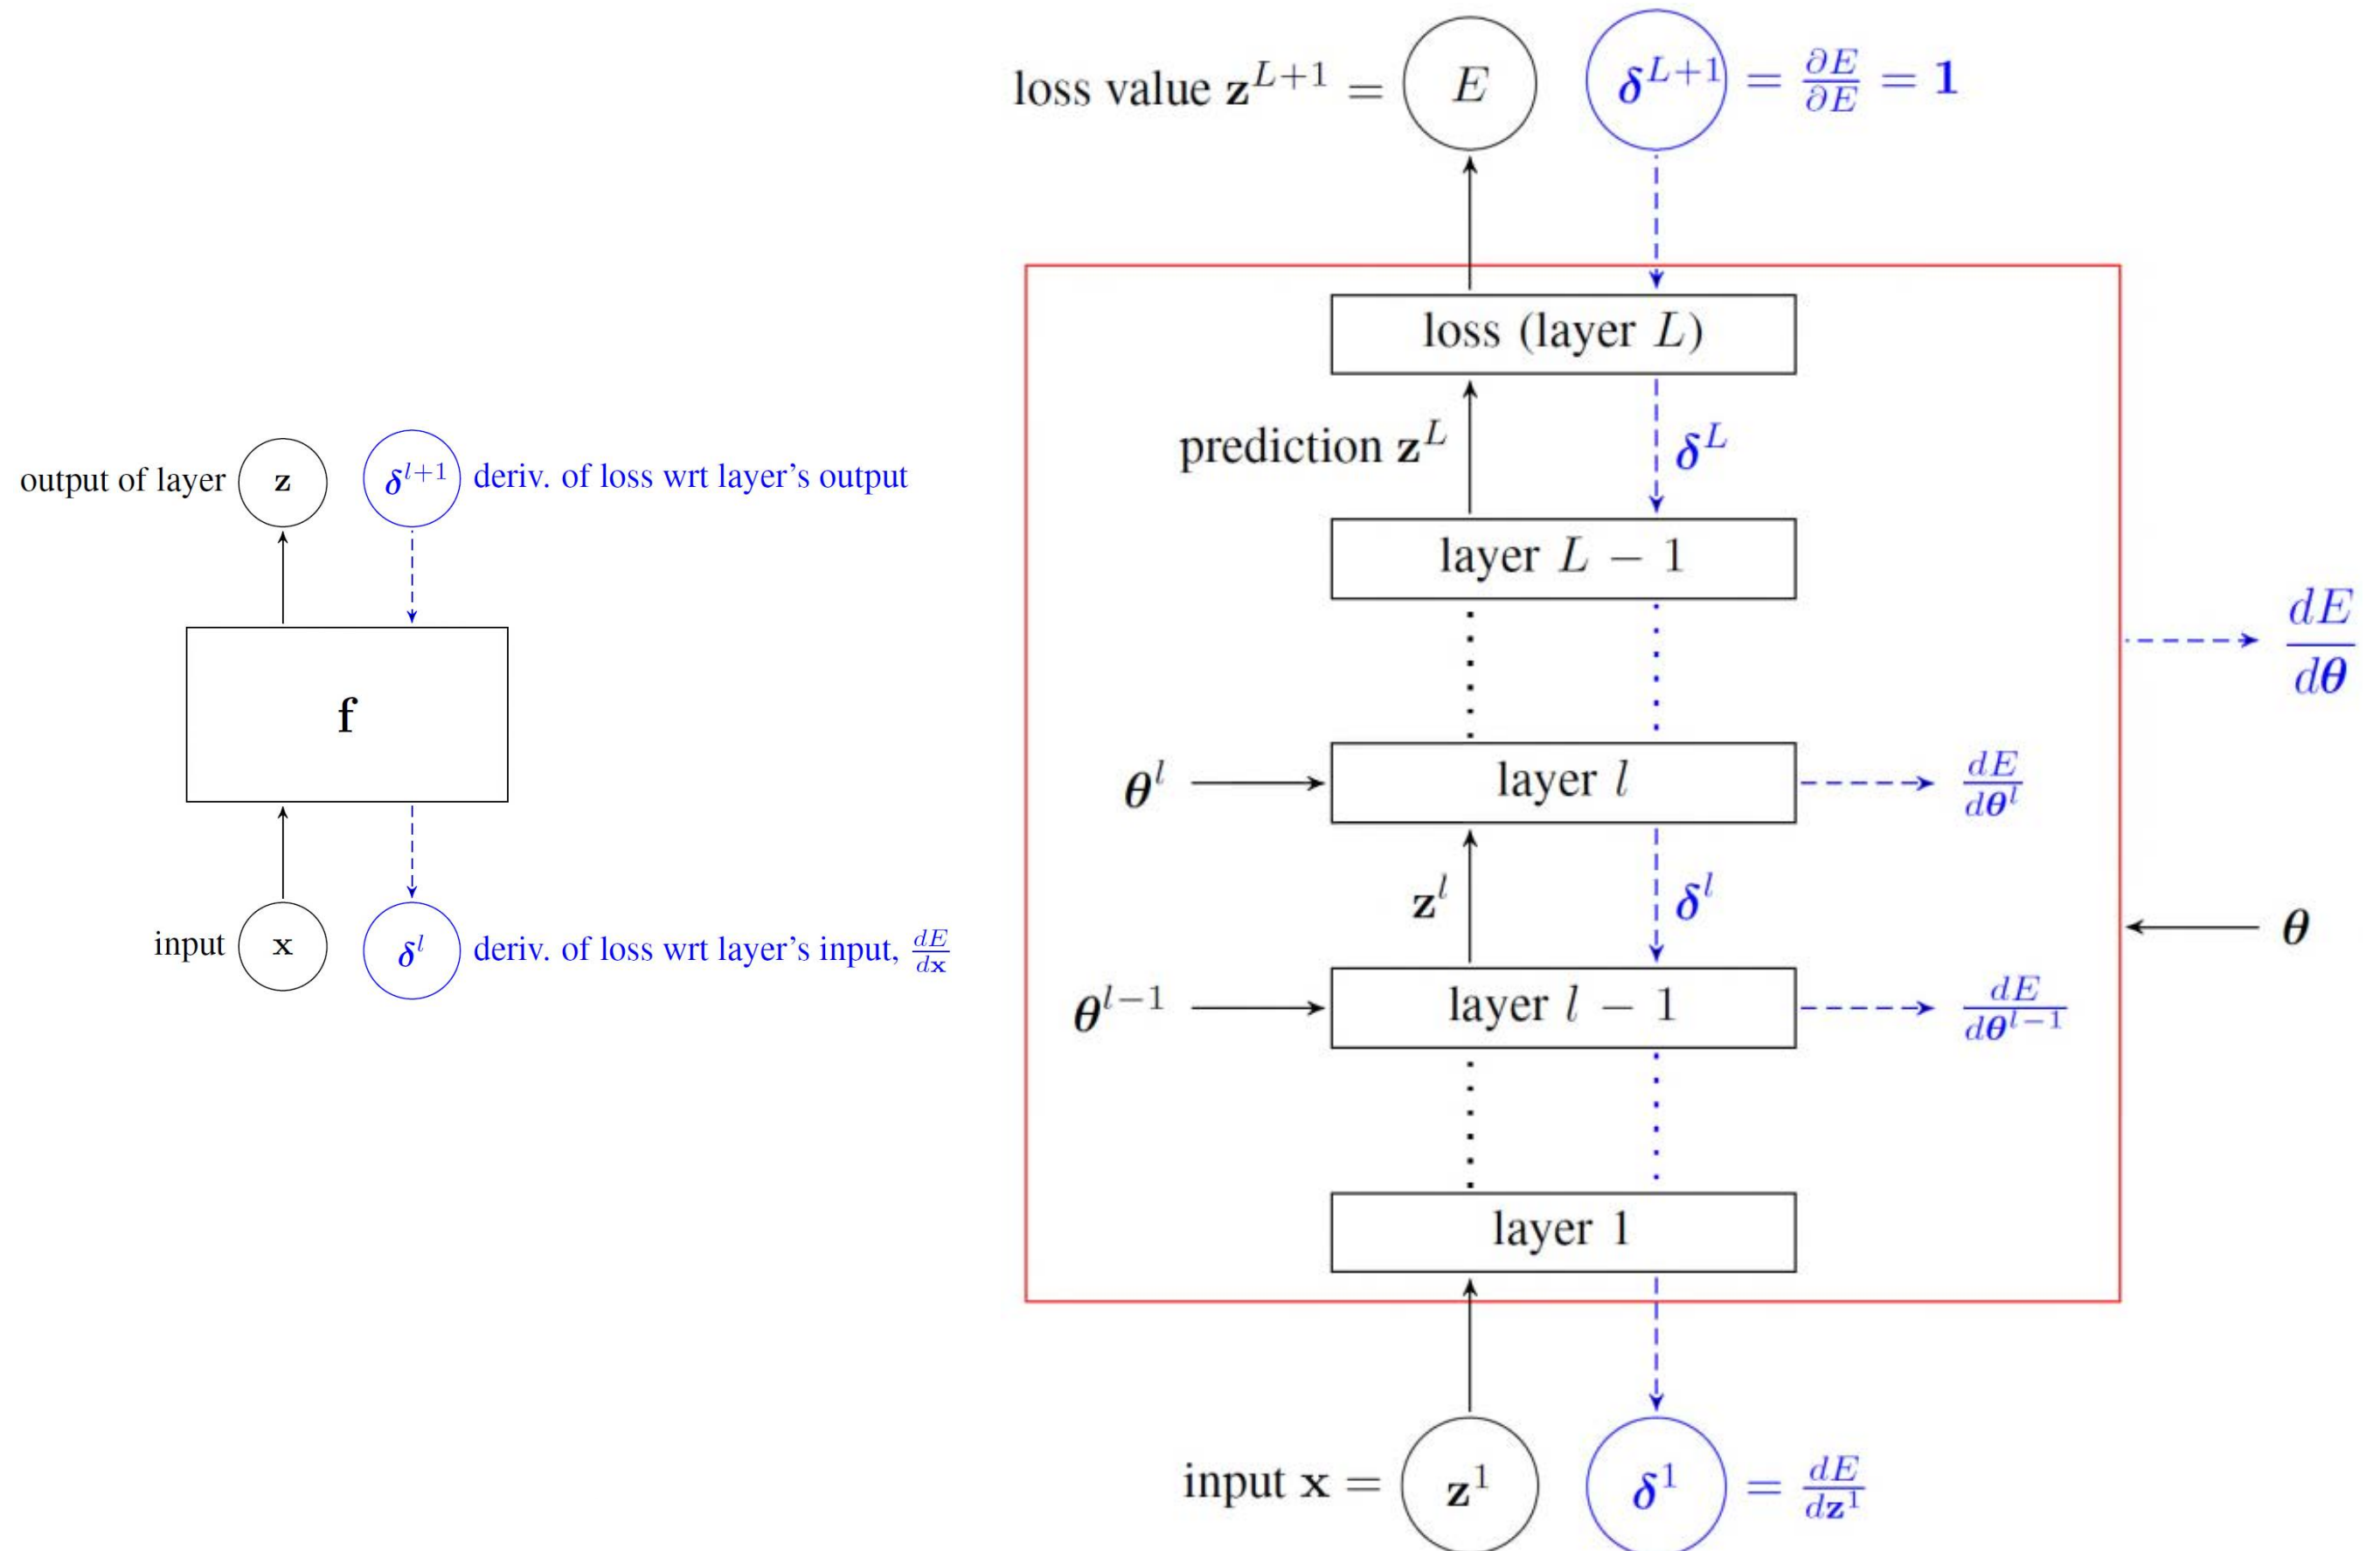 output of layer z δ^{l+1} deriv. of loss wrt layer's output
f
input x δ^l deriv. of loss wrt layer's input, dE/dx
loss value z^{L+1} = E δ^{L+1} = ∂E/∂E = 1
loss (layer L)
prediction z^L δ^L
layer L − 1
dE/dθ
θ^l layer l dE/dθ^l
z^l δ^l
θ
θ^{l−1} layer l − 1 dE/dθ^{l−1}
layer 1
input x = z^1 δ^1 = dE/dz^1